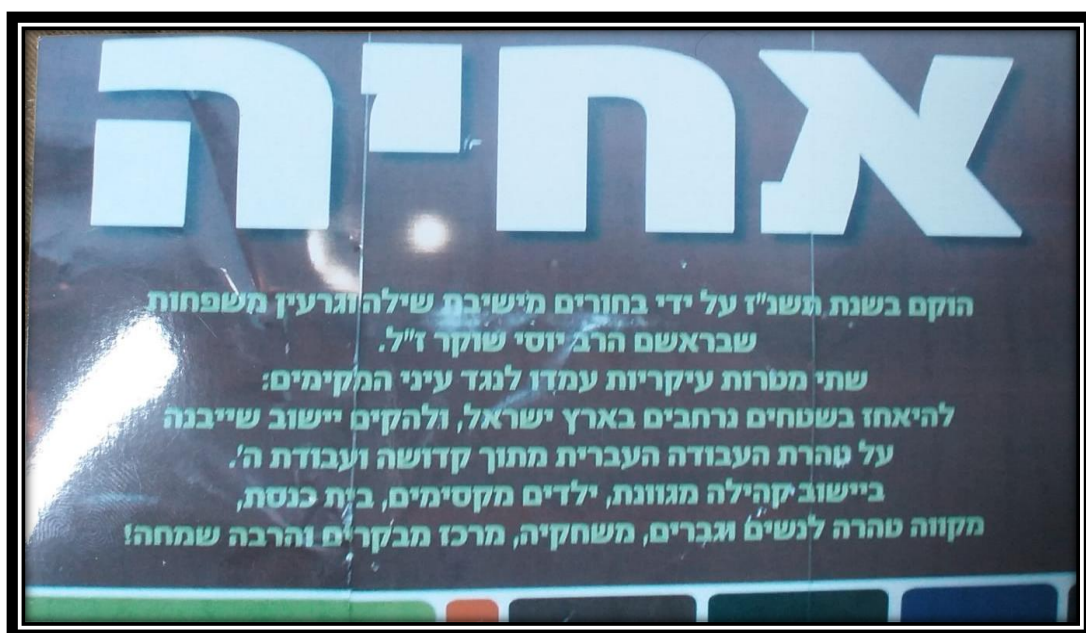 אחיה
הוקם בשנת תשנ"ז על ידי בחורים מישיבת שילה וגרעין משפחות
שבראשם הרב יוסי שוקר ז"ל.
שתי מטרות עיקריות עמדו לנגד עיני המקימים:
להיאחז בשטחים נרחבים בארץ ישראל, ולהקים יישוב שייבנה
על טהרת העבודה העברית מתוך קדושה ועבודת ה'.
ביישוב קהילה מגוונת, ילדים מקסימים, בית כנסת,
מקווה טהרה לנשים וגברים, משחקיה, מרכז מבקרים והרבה שמחה!